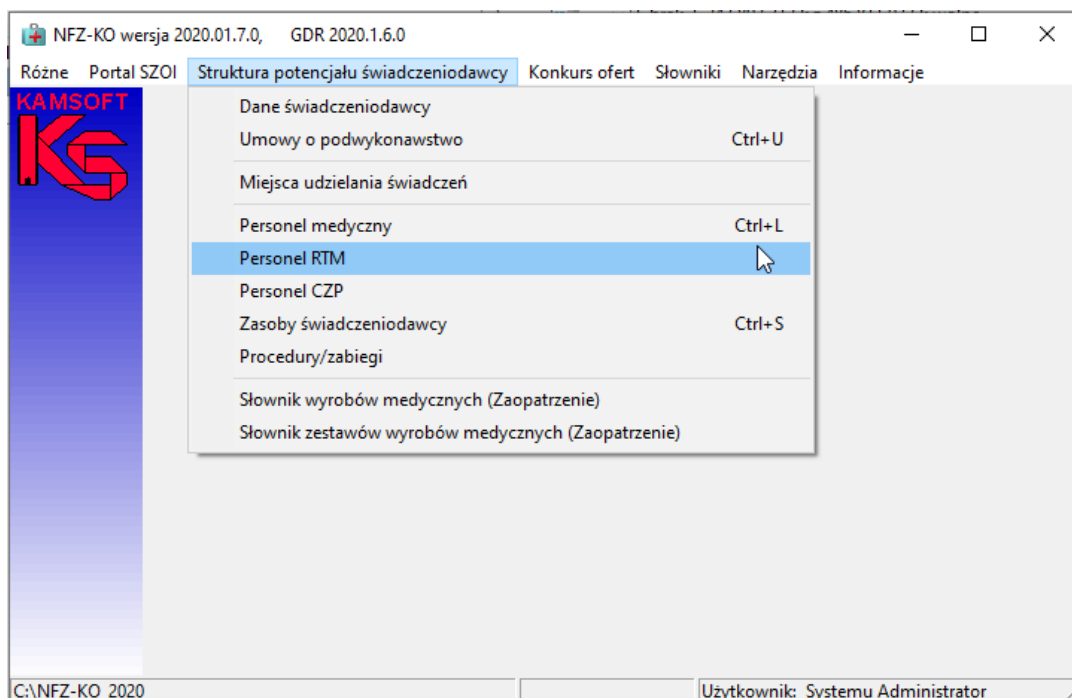 NFZ-KO wersja 2020.01.7.0, GDR 2020.1.6.0
Różne Portal SZOI Struktura potencjału świadczeniodawcy Konkurs ofert Słowniki Narzędzia Informacje
KAMSOFT
KS
Dane świadczeniodawcy
Umowy o podwykonawstwo Ctrl+U
Miejsca udzielania świadczeń
Personel medyczny Ctrl+L
Personel RTM
Personel CZP
Zasoby świadczeniodawcy Ctrl+S
Procedury/zabiegi
Słownik wyrobów medycznych (Zaopatrzenie)
Słownik zestawów wyrobów medycznych (Zaopatrzenie)
C:\NFZ-KO_2020 Użytkownik: Systemu Administrator